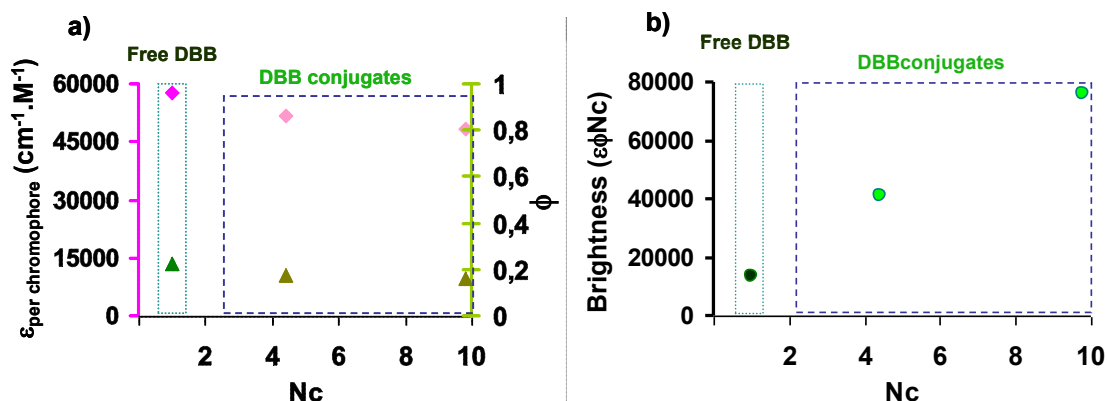 a)
Free DBB
DBB conjugates
60000
45000
30000
15000
0
ε per chromophore (cm-1.M-1)
1
0,8
0,6
0,4
0,2
0
ϕ
2 4 6 8 10
Nc
b)
Free DBB
DBBconjugates
80000
60000
40000
20000
0
Brightness (εϕNc)
2 4 6 8 10
Nc